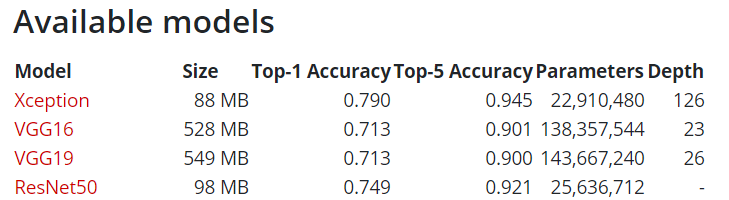 Available models
Model Size Top-1 Accuracy Top-5 Accuracy Parameters Depth
Xception 88 MB 0.790 0.945 22,910,480 126
VGG16 528 MB 0.713 0.901 138,357,544 23
VGG19 549 MB 0.713 0.900 143,667,240 26
ResNet50 98 MB 0.749 0.921 25,636,712 -